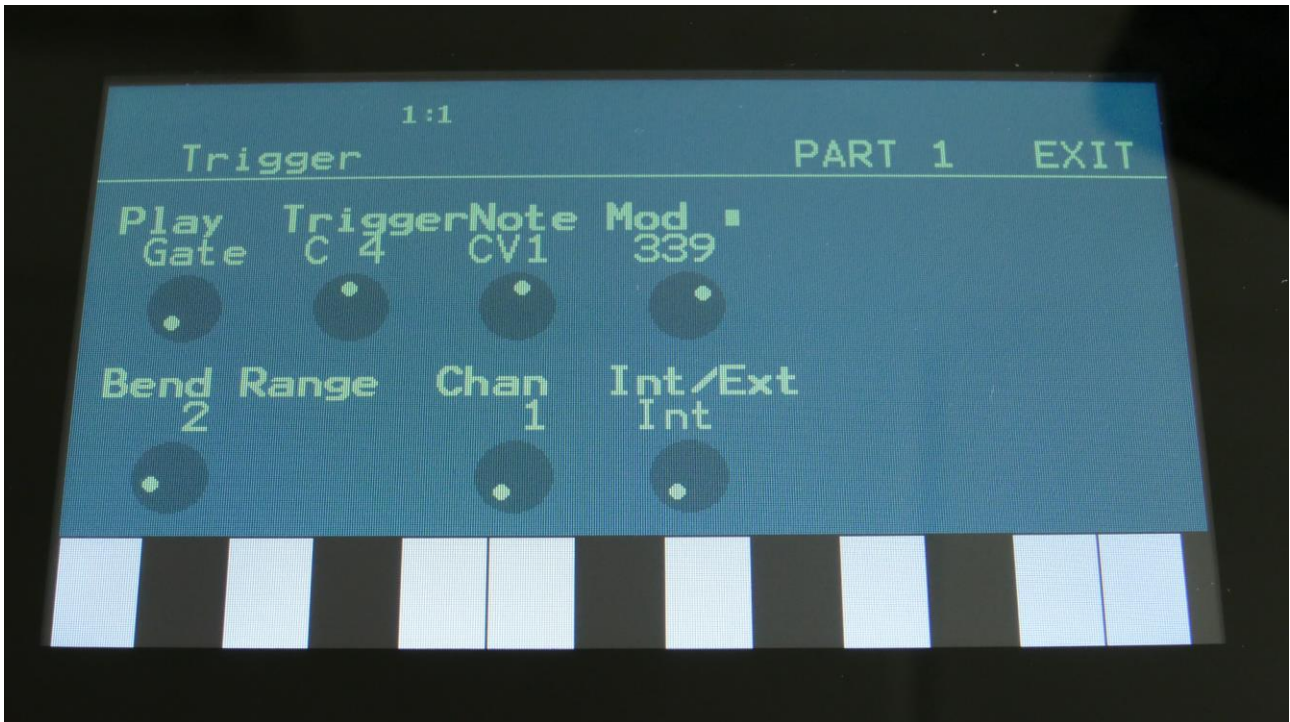 1:1
Trigger PART 1 EXIT
Play TriggerNote Mod
Gate C 4 CV1 339
Bend Range Chan Int/Ext
2 1 Int